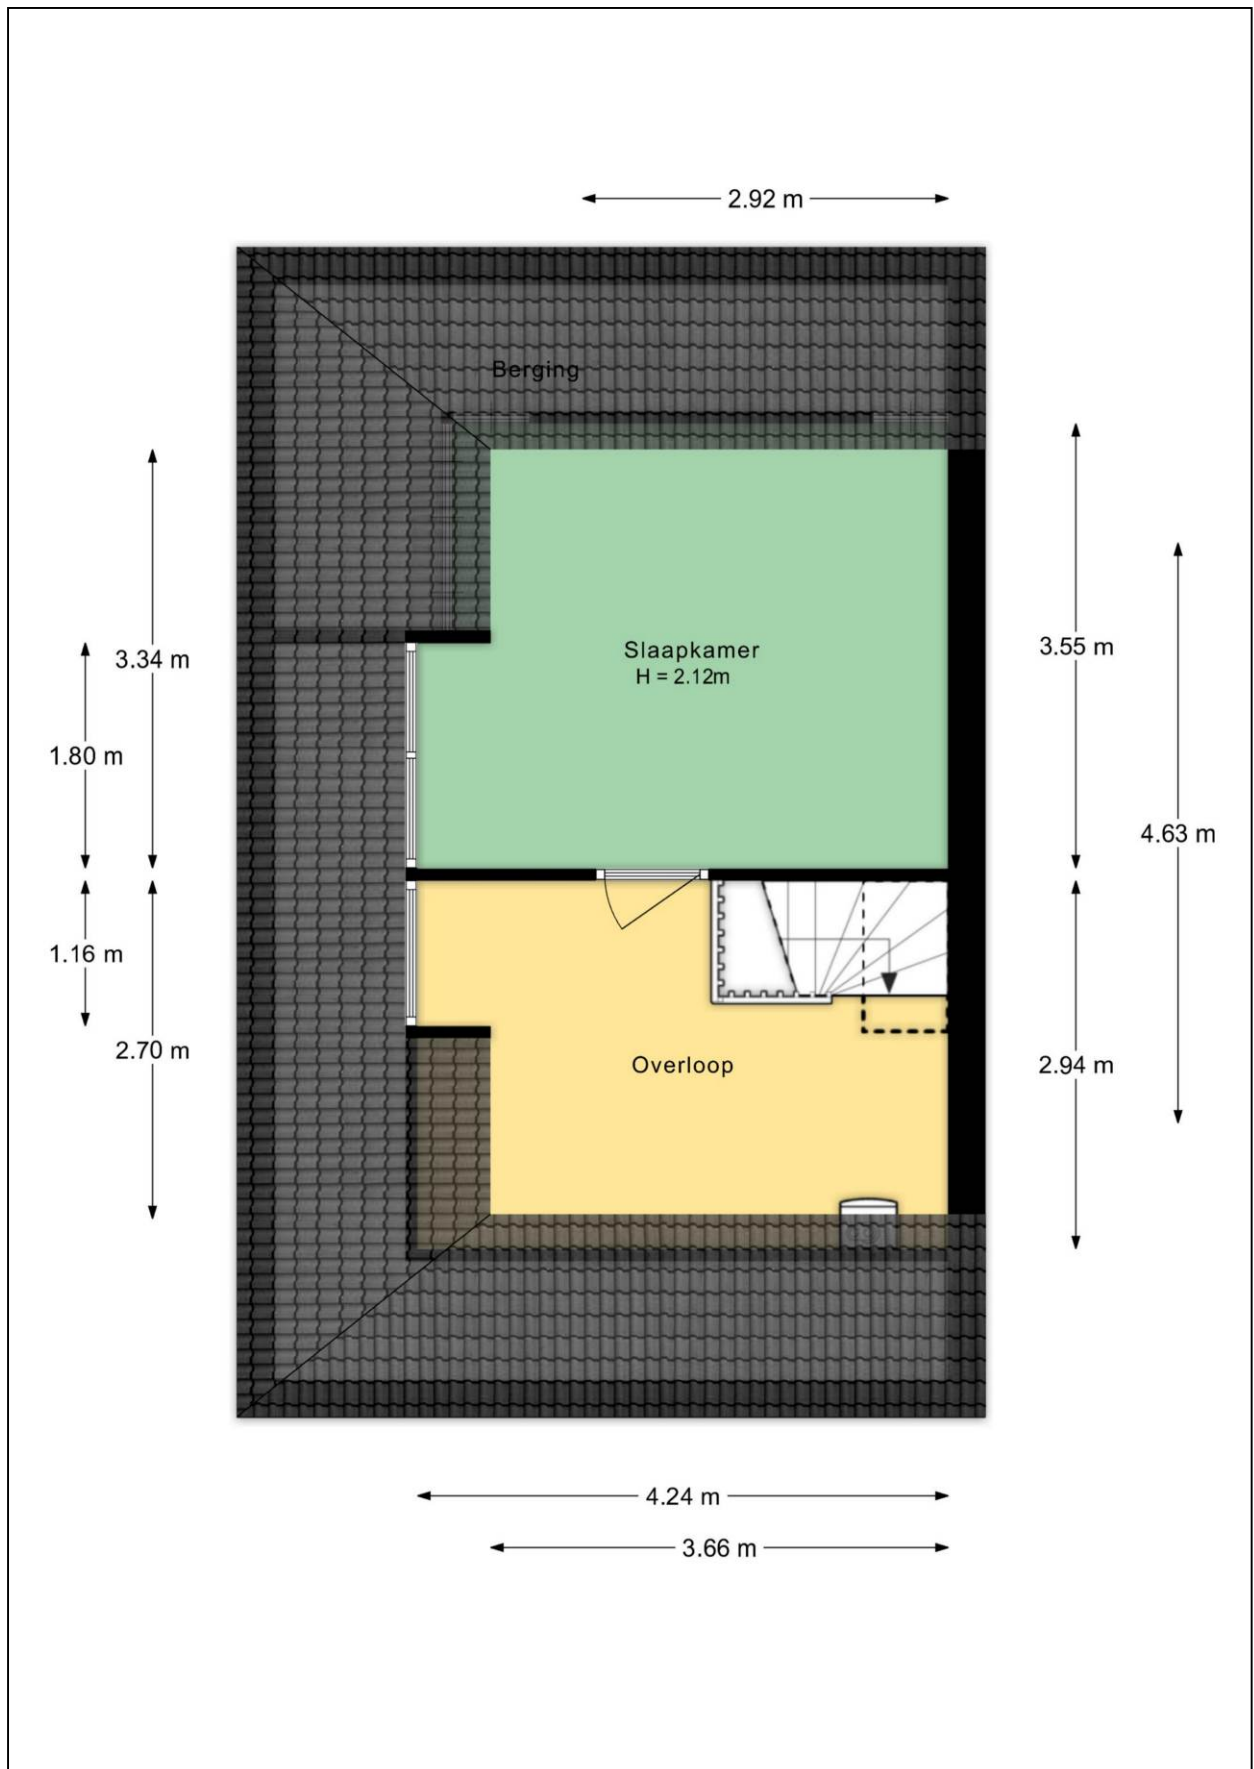 2.92 m
Berging
3.34 m
3.55 m
Slaapkamer
H = 2.12m
1.80 m
4.63 m
1.16 m
2.70 m
Overloop
2.94 m
4.24 m
3.66 m